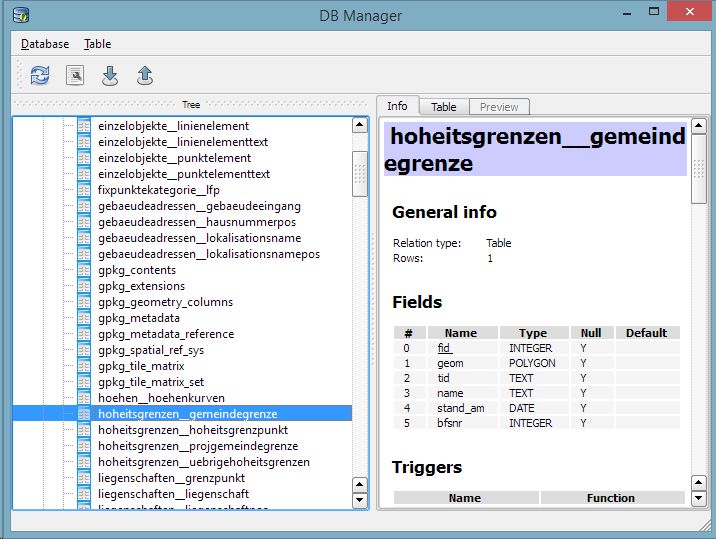 DB Manager
Database Table
Tree
einzelobjekte__linienelement
einzelobjekte__linienelementtext
einzelobjekte__punktelement
einzelobjekte__punktelementtext
fixpunktekategorie__lfp
gebaeudeadressen__gebaeudeeingang
gebaeudeadressen__hausnummerpos
gebaeudeadressen__lokalisationsname
gebaeudeadressen__lokalisationsnamepos
gpkg_contents
gpkg_extensions
gpkg_geometry_columns
gpkg_metadata
gpkg_metadata_reference
gpkg_spatial_ref_sys
gpkg_tile_matrix
gpkg_tile_matrix_set
hoehen__hoehenkurven
hoheitsgrenzen__gemeindegrenze
hoheitsgrenzen__hoheitsgrenzpunkt
hoheitsgrenzen__projgemeindegrenze
hoheitsgrenzen__uebrigehoheitsgrenzen
liegenschaften__grenzpunkt
liegenschaften__liegenschaft
Info Table Preview
hoheitsgrenzen__gemeind
egrenze
General info
Relation type: Table
Rows: 1
Fields
# Name Type Null Default
0 fid INTEGER Y
1 geom POLYGON Y
2 tid TEXT Y
3 name TEXT Y
4 stand_am DATE Y
5 bfsnr INTEGER Y
Triggers
Name Function